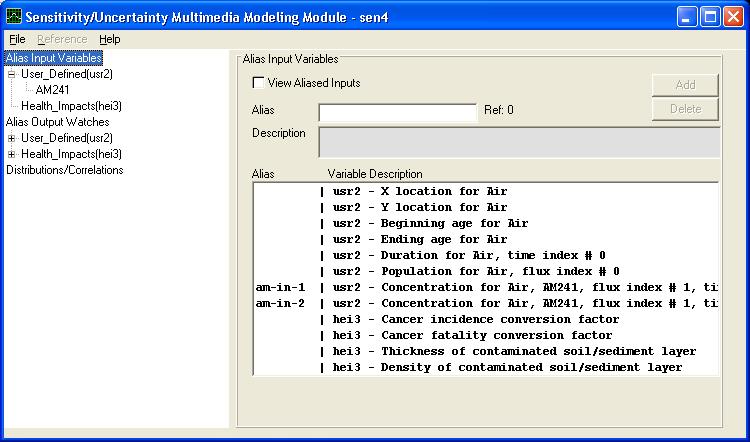 Sensitivity/Uncertainty Multimedia Modeling Module - sen4
File Reference Help
Alias Input Variables
User_Defined(usr2)
AM241
Health_Impacts(hei3)
Alias Output Watches
User_Defined(usr2)
Health_Impacts(hei3)
Distributions/Correlations
Alias Input Variables
View Aliased Inputs
Add
Alias
Ref: 0
Delete
Description
Alias Variable Description
| usr2 - X location for Air
| usr2 - Y location for Air
| usr2 - Beginning age for Air
| usr2 - Ending age for Air
| usr2 - Duration for Air, time index # 0
| usr2 - Population for Air, flux index # 0
am-in-1 | usr2 - Concentration for Air, AM241, flux index # 1, ti
am-in-2 | usr2 - Concentration for Air, AM241, flux index # 1, ti
| hei3 - Cancer incidence conversion factor
| hei3 - Cancer fatality conversion factor
| hei3 - Thickness of contaminated soil/sediment layer
| hei3 - Density of contaminated soil/sediment layer